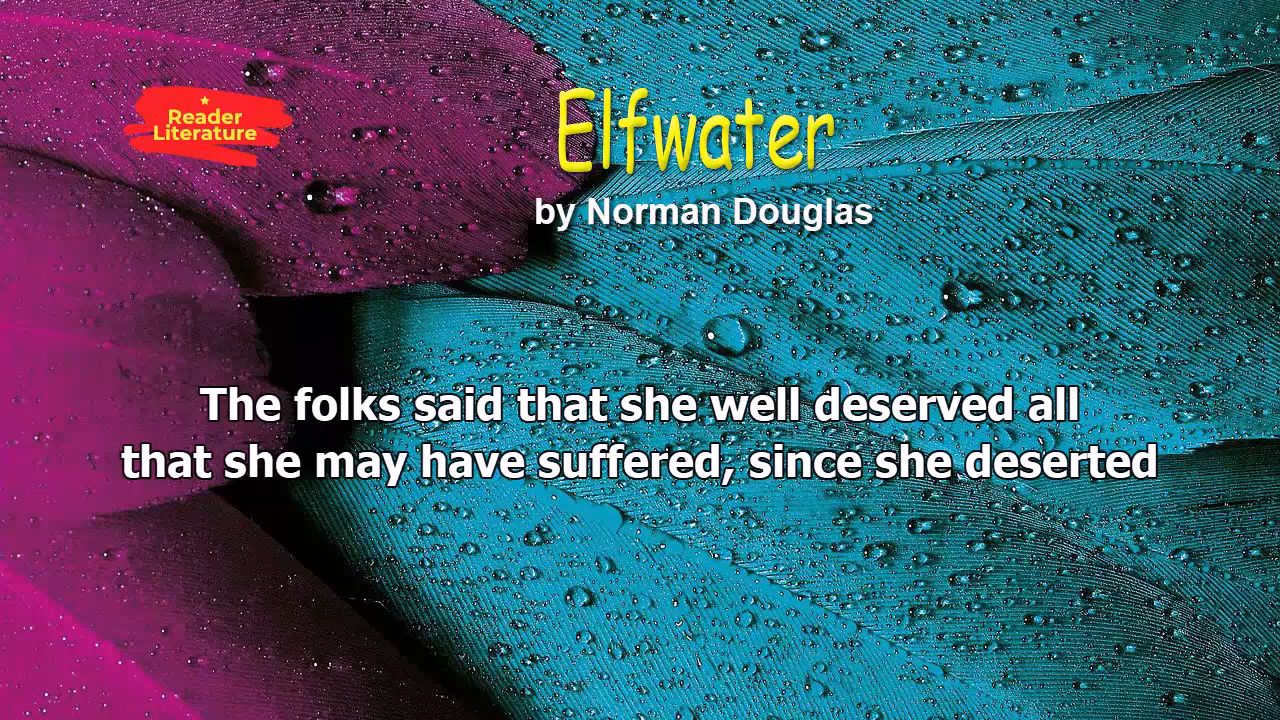 Reader
Literature
Elfwater
by Norman Douglas
The folks said that she well deserved all
that she may have suffered, since she deserted